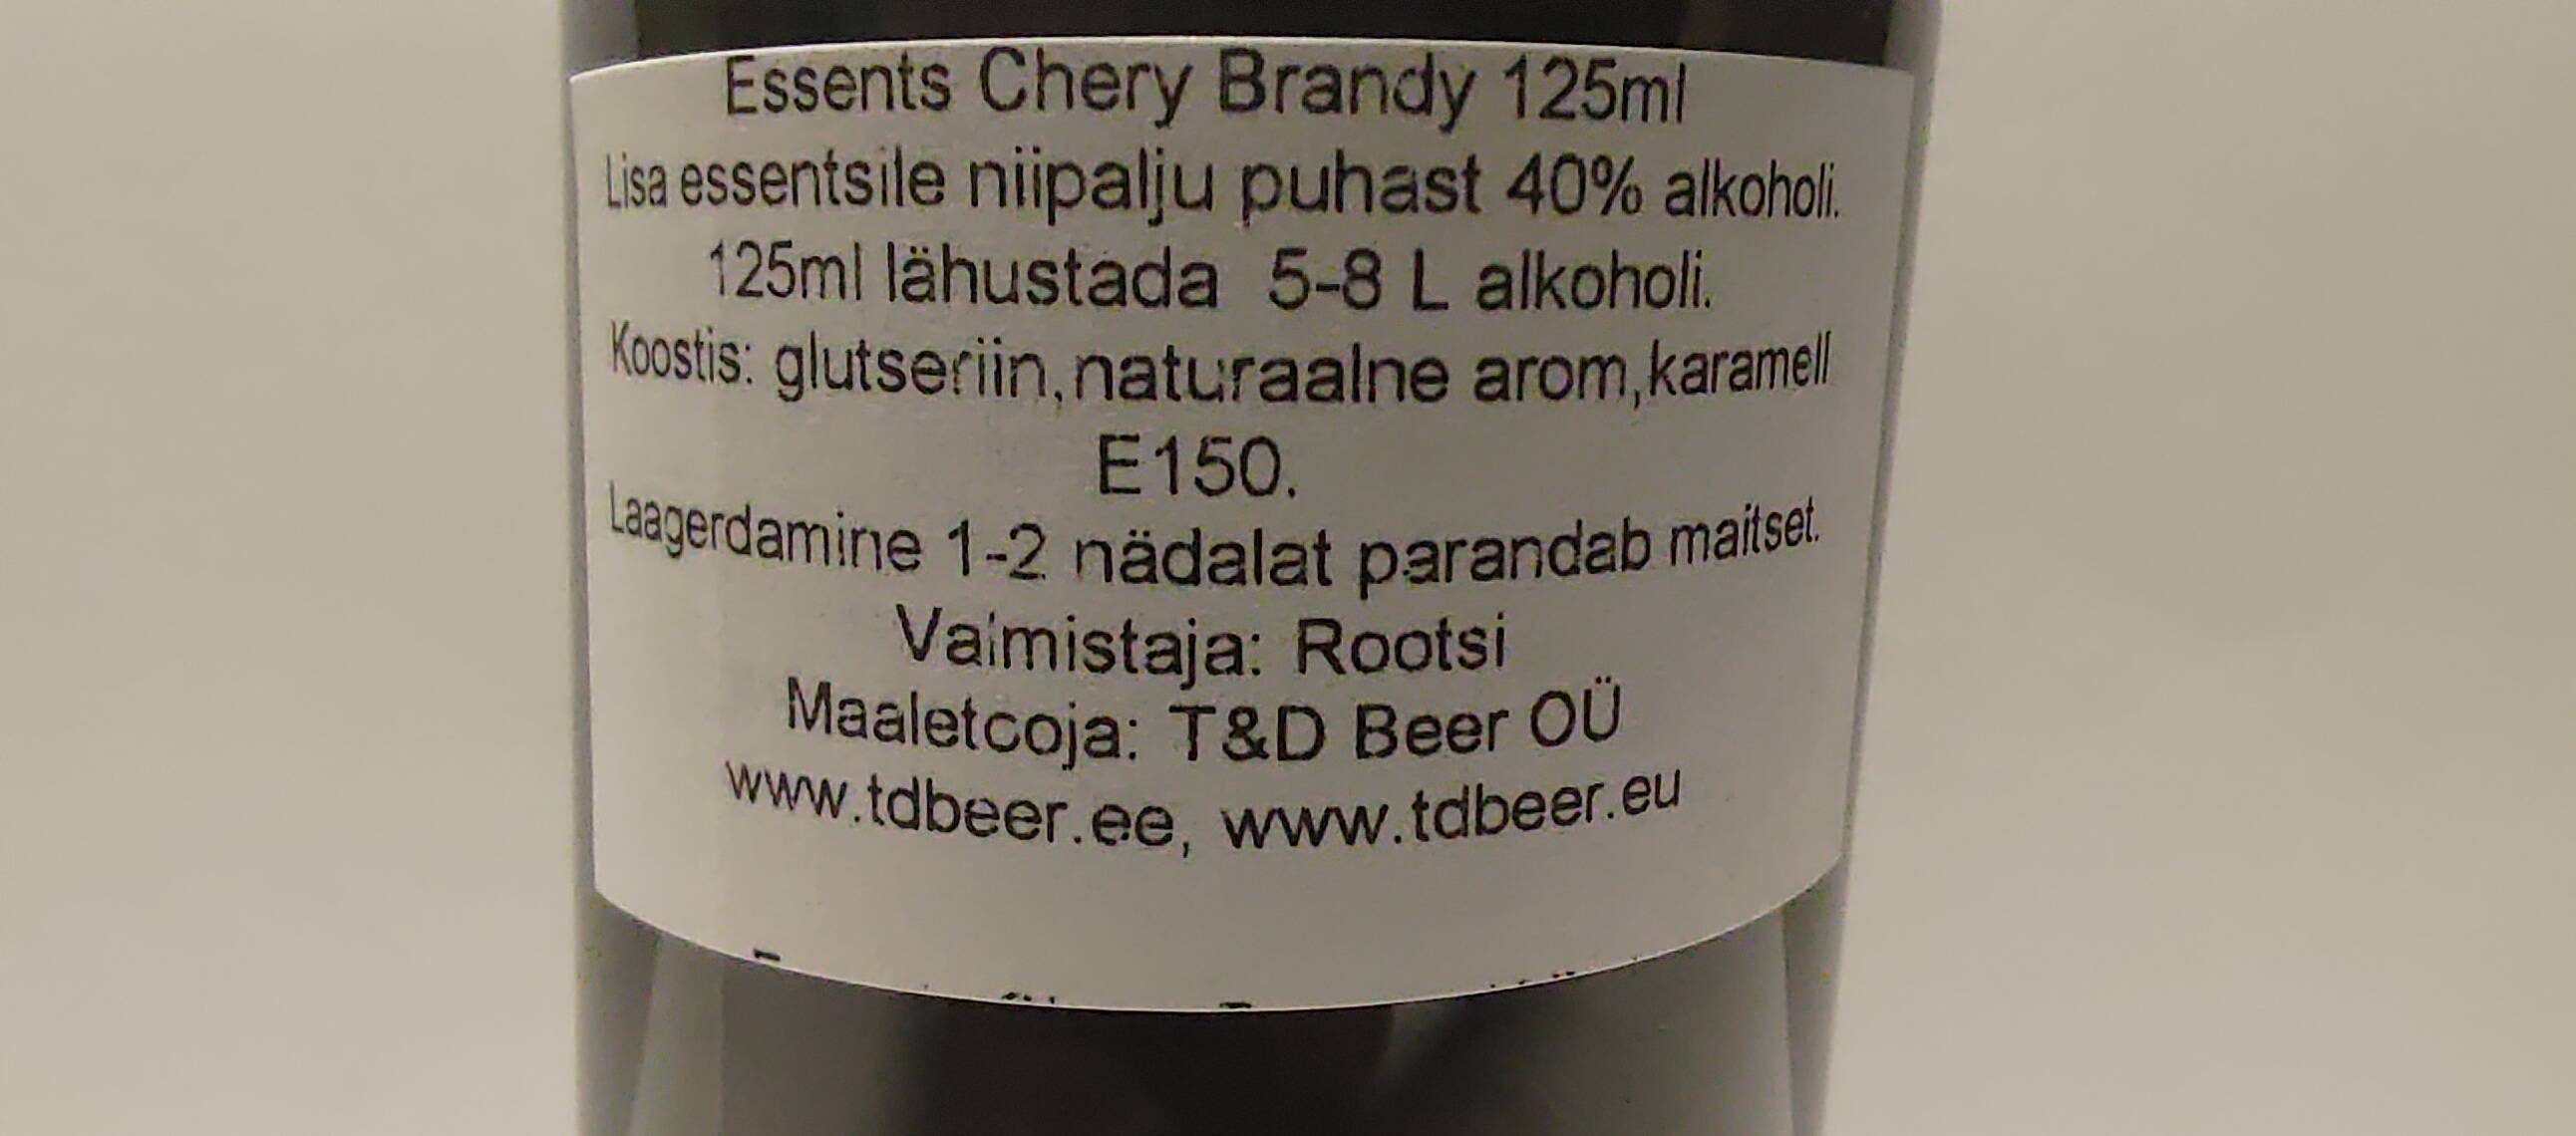 Essents Chery Brandy 125ml
Lisa essentsile niipalju puhast 40% alkoholi.
125ml lähustada 5-8 L alkoholi.
Koostis: glutseriin,naturaalne arom,karamell
E150.
Laagerdamine 1-2 nädalat parandab maitset.
Valmistaja: Rootsi
Maaletooja: T&D Beer OÜ
www.tdbeer.ee, www.tdbeer.eu